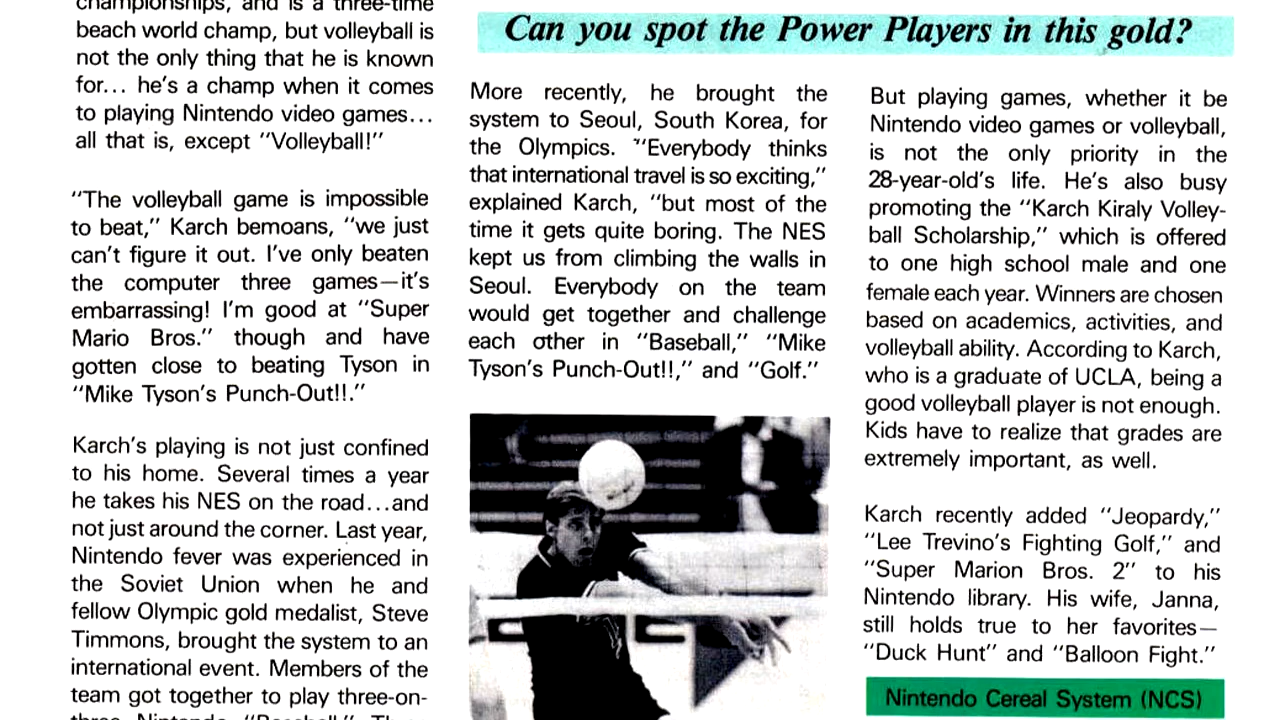 championships, and is a three-time
beach world champ, but volleyball is
not the only thing that he is known
for... he's a champ when it comes
to playing Nintendo video games...
all that is, except "Volleyball!"
"The volleyball game is impossible
to beat," Karch bemoans, "we just
can't figure it out. I've only beaten
the computer three games—it's
embarrassing! I'm good at "Super
Mario Bros." though and have
gotten close to beating Tyson in
"Mike Tyson's Punch-Out!!."
Karch's playing is not just confined
to his home. Several times a year
he takes his NES on the road...and
not just around the corner. Last year,
Nintendo fever was experienced in
the Soviet Union when he and
fellow Olympic gold medalist, Steve
Timmons, brought the system to an
international event. Members of the
team got together to play three-on-
three Nintendo "Baseball."
Can you spot the Power Players in this gold?
More recently, he brought the
system to Seoul, South Korea, for
the Olympics. "Everybody thinks
that international travel is so exciting,"
explained Karch, "but most of the
time it gets quite boring. The NES
kept us from climbing the walls in
Seoul. Everybody on the team
would get together and challenge
each other in "Baseball," "Mike
Tyson's Punch-Out!!," and "Golf."
But playing games, whether it be
Nintendo video games or volleyball,
is not the only priority in the
28-year-old's life. He's also busy
promoting the "Karch Kiraly Volley-
ball Scholarship," which is offered
to one high school male and one
female each year. Winners are chosen
based on academics, activities, and
volleyball ability. According to Karch,
who is a graduate of UCLA, being a
good volleyball player is not enough.
Kids have to realize that grades are
extremely important, as well.
Karch recently added "Jeopardy,"
"Lee Trevino's Fighting Golf," and
"Super Marion Bros. 2" to his
Nintendo library. His wife, Janna,
still holds true to her favorites—
"Duck Hunt" and "Balloon Fight."
Nintendo Cereal System (NCS)